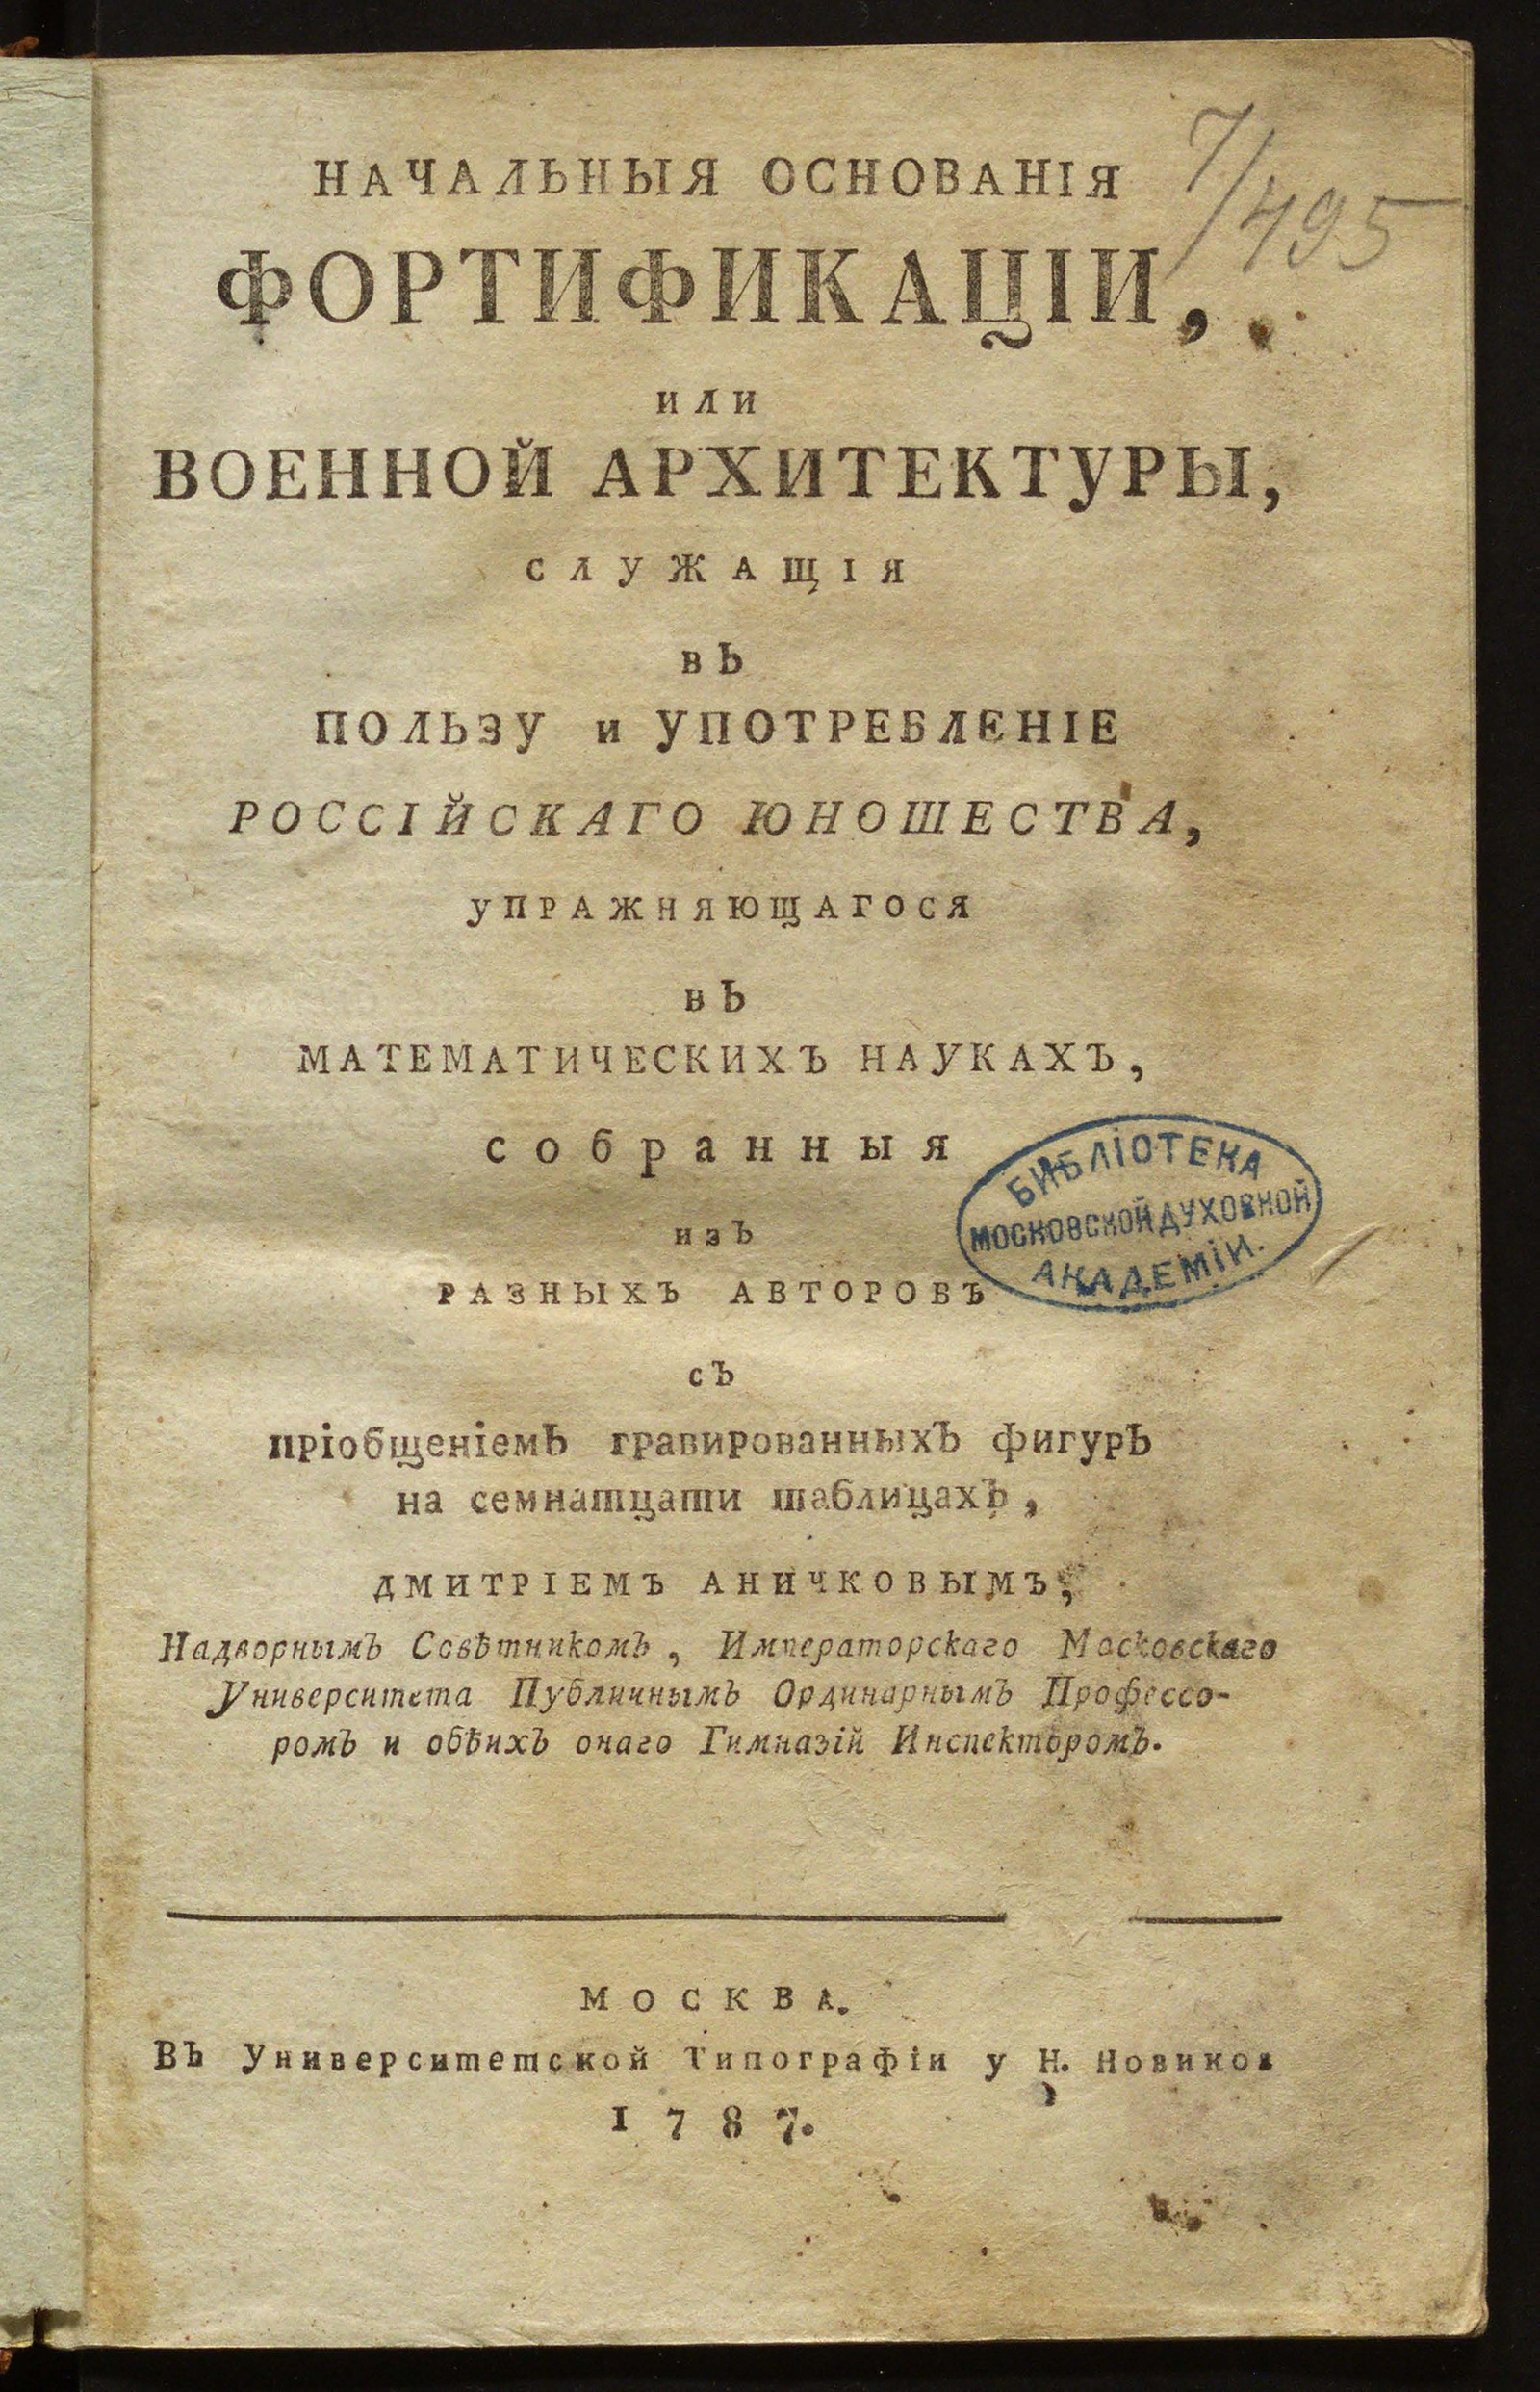 7/495
НАЧАЛЬНЫЯ ОСНОВАНІЯ
ФОРТИФИКАЦІИ,
ИЛИ
ВОЕННОЙ АРХИТЕКТУРЫ,
СЛУЖАЩІЯ
ВЪ
ПОЛЬЗУ и УПОТРЕБЛЕНІЕ
РОССІЙСКАГО ЮНОШЕСТВА,
УПРАЖНЯЮЩАГОСЯ
ВЪ
МАТЕМАТИЧЕСКИХЪ НАУКАХЪ,
собранныя
изЪ
РАЗНЫХЪ АВТОРОВЪ
сЪ
пріобщеніемЪ гравированныхЪ фигурЪ
на семнатцати таблицахЪ,
ДМИТРІЕМЪ АНИЧКОВЫМЪ,
НадворнымЪ СовѣтникомЪ, Императорскаго Московскаго
Университета ПубличнымЪ ОрдинарнымЪ Профессо-
ромЪ и обѣихЪ онаго Гимназій ИнспекторомЪ.
БИБЛІОТЕКА
МОСКОВСКОЙ ДУХОВНОЙ
АКАДЕМІИ.
МОСКВА.
ВЪ Университетской Типографіи у Н. Новиков
1787.